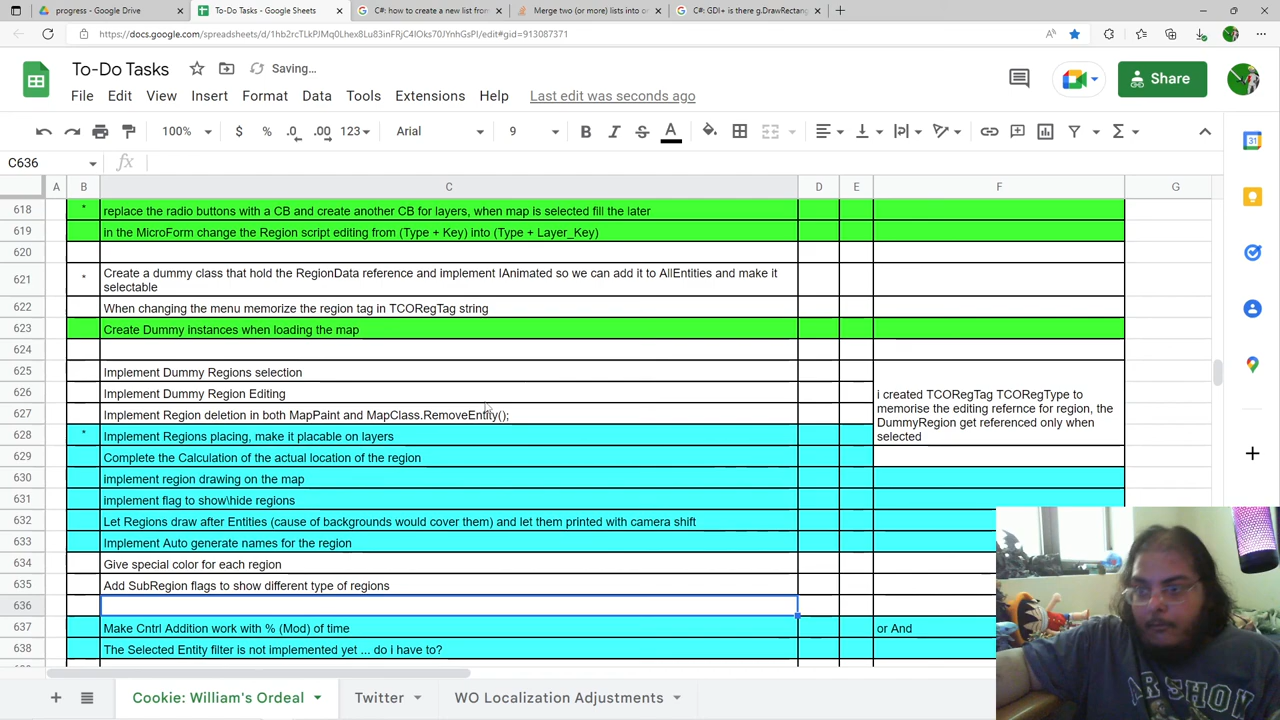 progress - Google Drive
To-Do Tasks - Google Sheets
C#: how to create a new list from
Merge two (or more) lists into on
C#: GDI+ is there g.DrawRectang
https://docs.google.com/spreadsheets/d/1hb2rcTLkPJMq0Lhex8Lu83inFRjC4IOks70JYnhGsPI/edit#gid=913087371
To-Do Tasks
Saving...
File Edit View Insert Format Data Tools Extensions Help Last edit was seconds ago
Share
100% $ % .0 .00 123 Arial 9 B I S A
C636
A B C D E F G
618 * replace the radio buttons with a CB and create another CB for layers, when map is selected fill the later
619 in the MicroForm change the Region script editing from (Type + Key) into (Type + Layer_Key)
620
621 * Create a dummy class that hold the RegionData reference and implement IAnimated so we can add it to AllEntities and make it
selectable
622 When changing the menu memorize the region tag in TCORegTag string
623 Create Dummy instances when loading the map
624
625 Implement Dummy Regions selection
626 Implement Dummy Region Editing
627 Implement Region deletion in both MapPaint and MapClass.RemoveEntity();
i created TCORegTag TCORegType to
memorise the editing refernce for region, the
DummyRegion get referenced only when
selected
628 * Implement Regions placing, make it placable on layers
629 Complete the Calculation of the actual location of the region
630 implement region drawing on the map
631 implement flag to show\hide regions
632 Let Regions draw after Entities (cause of backgrounds would cover them) and let them printed with camera shift
633 Implement Auto generate names for the region
634 Give special color for each region
635 Add SubRegion flags to show different type of regions
636
637 Make Cntrl Addition work with % (Mod) of time or And
638 The Selected Entity filter is not implemented yet ... do i have to?
Cookie: William's Ordeal Twitter WO Localization Adjustments